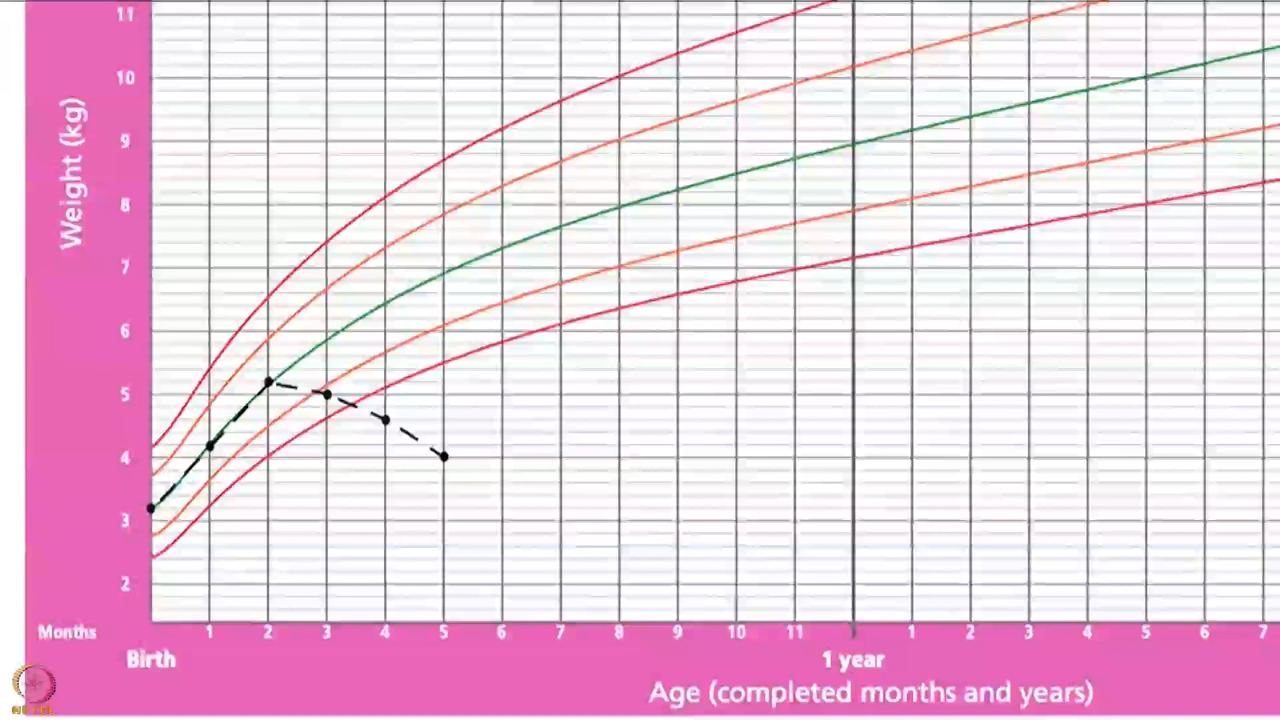 11
10
Weight (kg)
9
8
7
6
5
4
3
2
Months 1 2 3 4 5 6 7 8 9 10 11 1 2 3 4 5 6 7
Birth 1 year
Age (completed months and years)
NPTEL